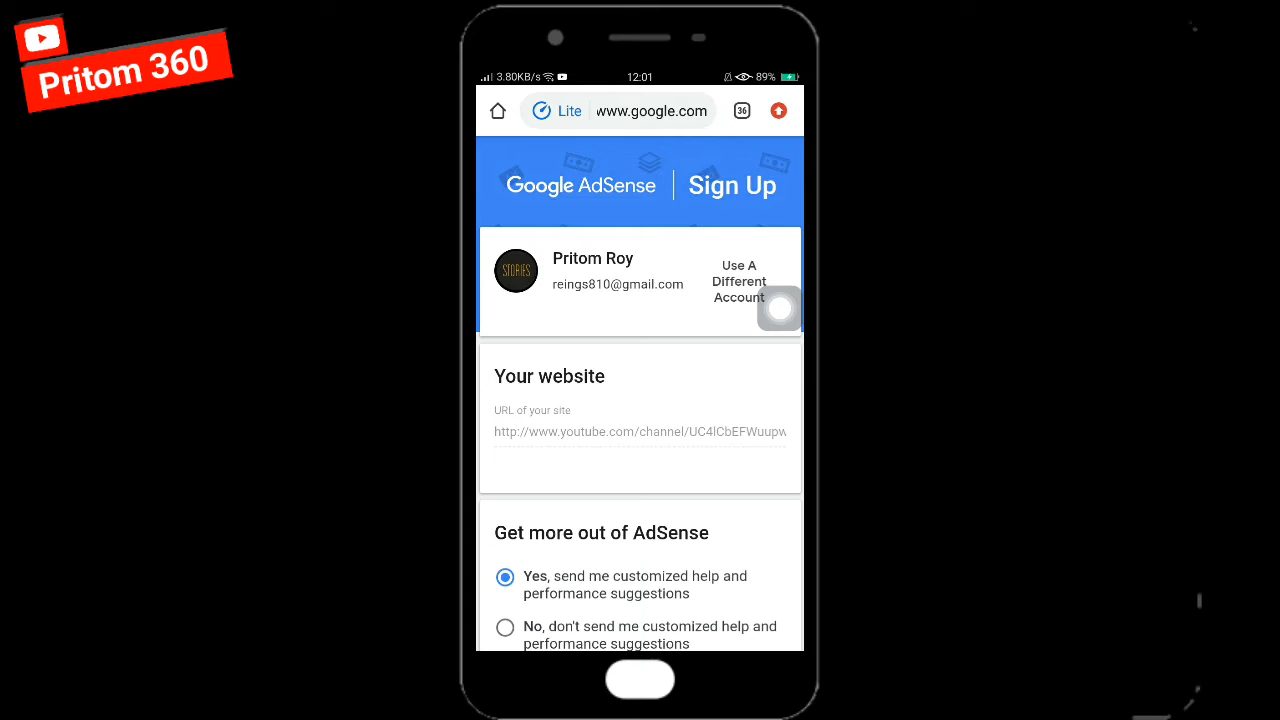 Pritom 360
3.80KB/s 12:01 89%
Lite www.google.com 36
Google AdSense Sign Up
STORIES
Pritom Roy
reings810@gmail.com
Use A
Different
Account
Your website
URL of your site
http://www.youtube.com/channel/UC4lCbEFWuupw
Get more out of AdSense
Yes, send me customized help and
performance suggestions
No, don't send me customized help and
performance suggestions